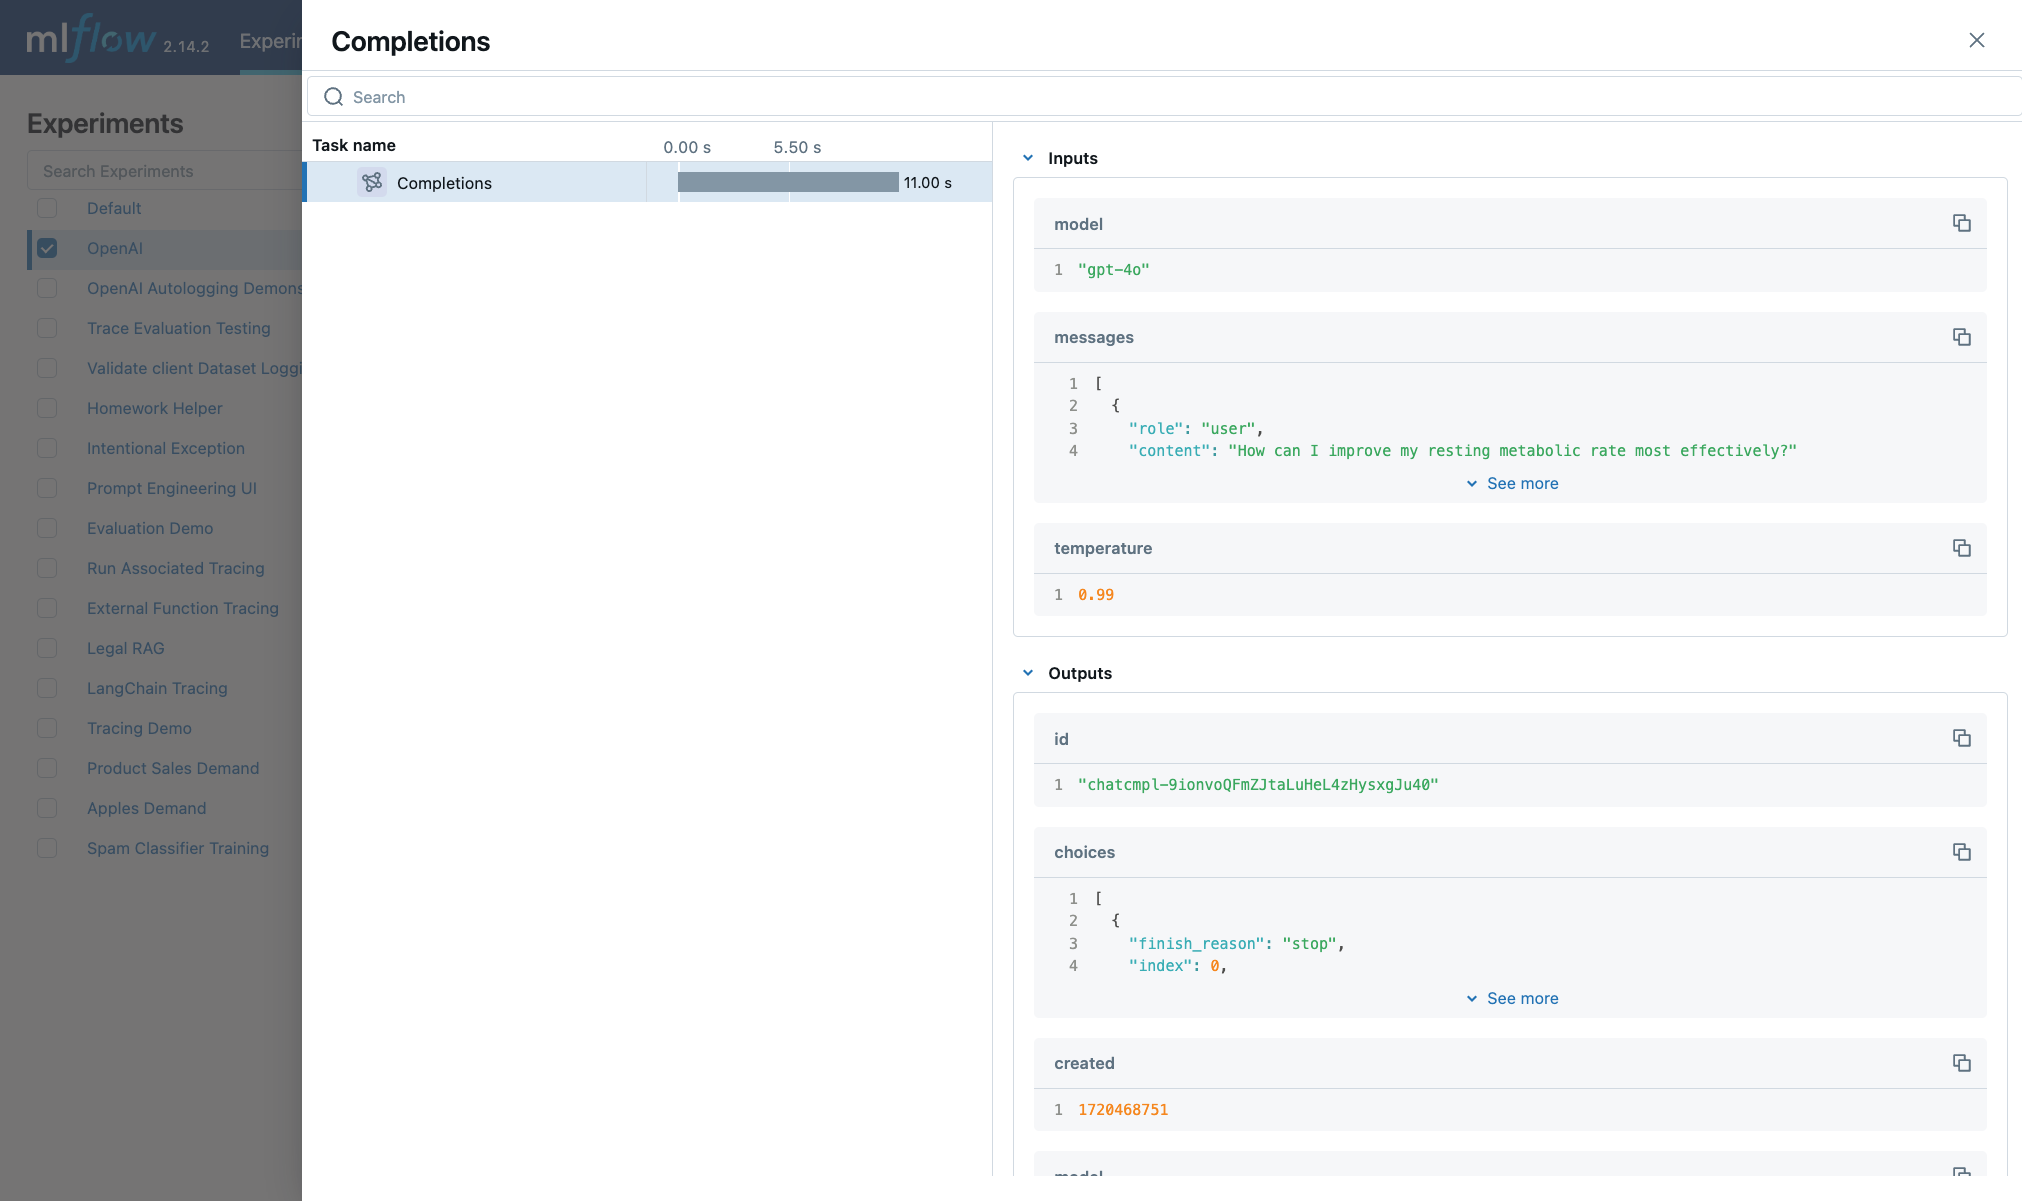 mlflow 2.14.2 Experi
Experiments
Search Experiments
Default
OpenAI
OpenAI Autologging Demons
Trace Evaluation Testing
Validate client Dataset Loggi
Homework Helper
Intentional Exception
Prompt Engineering UI
Evaluation Demo
Run Associated Tracing
External Function Tracing
Legal RAG
LangChain Tracing
Tracing Demo
Product Sales Demand
Apples Demand
Spam Classifier Training
Completions
Search
Task name 0.00 s 5.50 s
Completions 11.00 s
Inputs
model
1 "gpt-4o"
messages
1 [
2 {
3 "role": "user",
4 "content": "How can I improve my resting metabolic rate most effectively?"
See more
temperature
1 0.99
Outputs
id
1 "chatcmpl-9ionvoQFmZJtaLuHeL4zHysxgJu40"
choices
1 [
2 {
3 "finish_reason": "stop",
4 "index": 0,
See more
created
1 1720468751
model